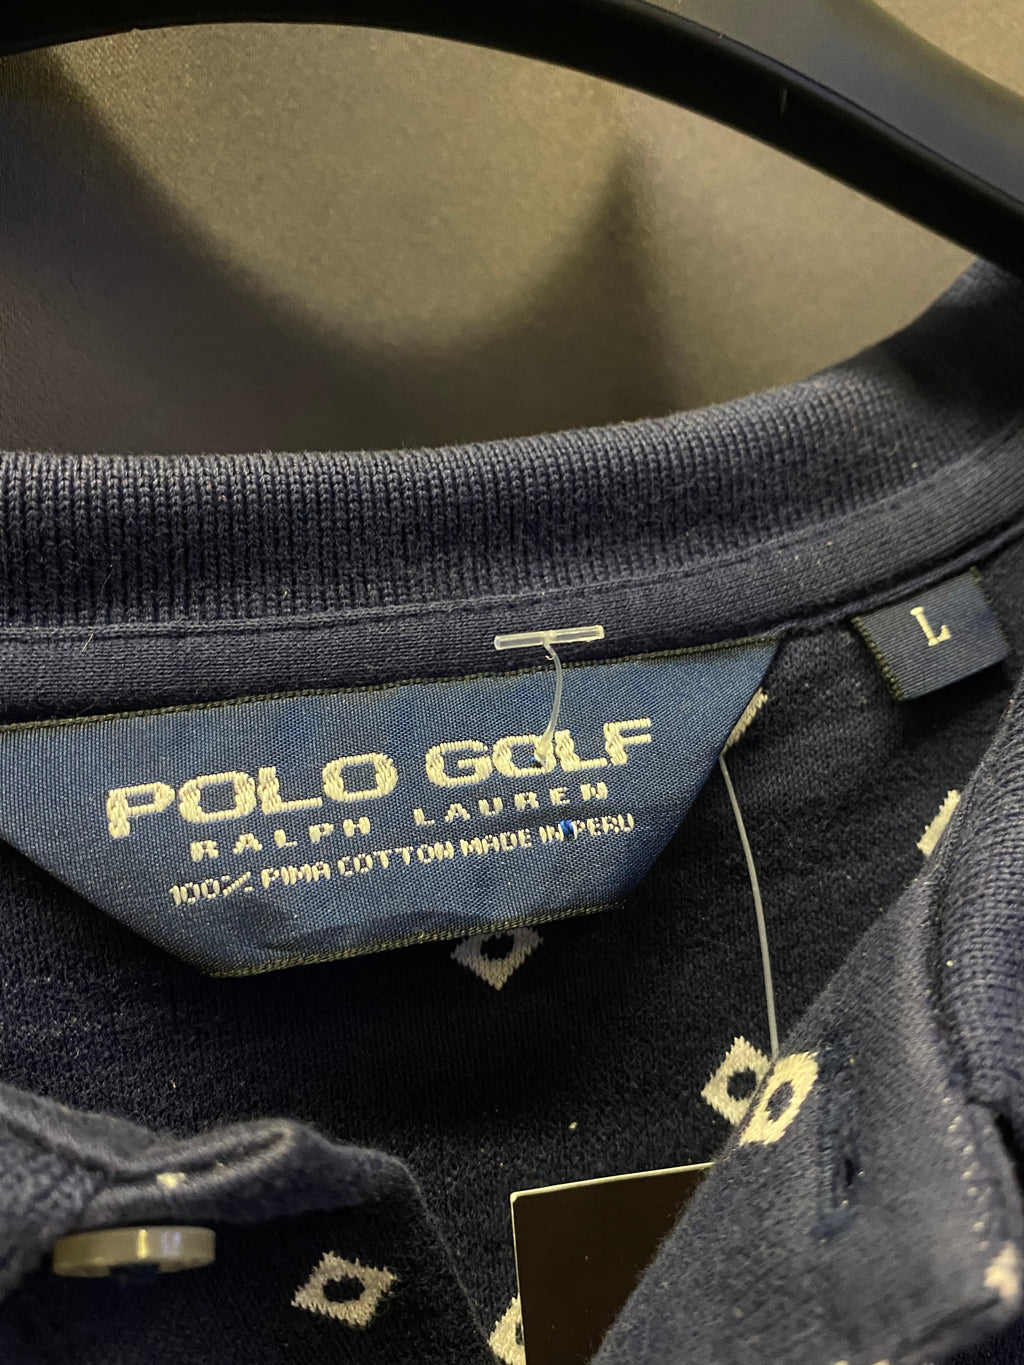 POLO GOLF
RALPH LAUREN
100% PIMA COTTON MADE IN PERU
L